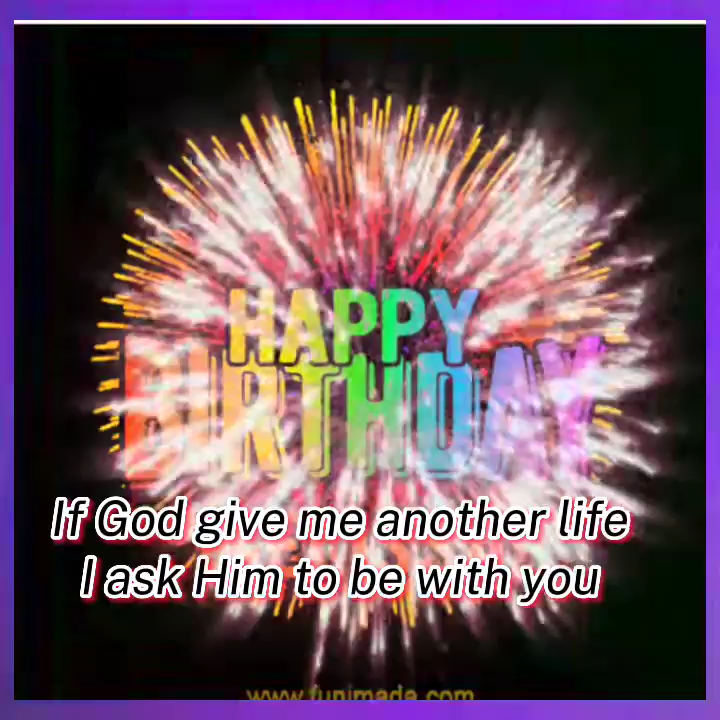 HAPPY
BIRTHDAY
If God give me another life
I ask Him to be with you
www.funimada.com